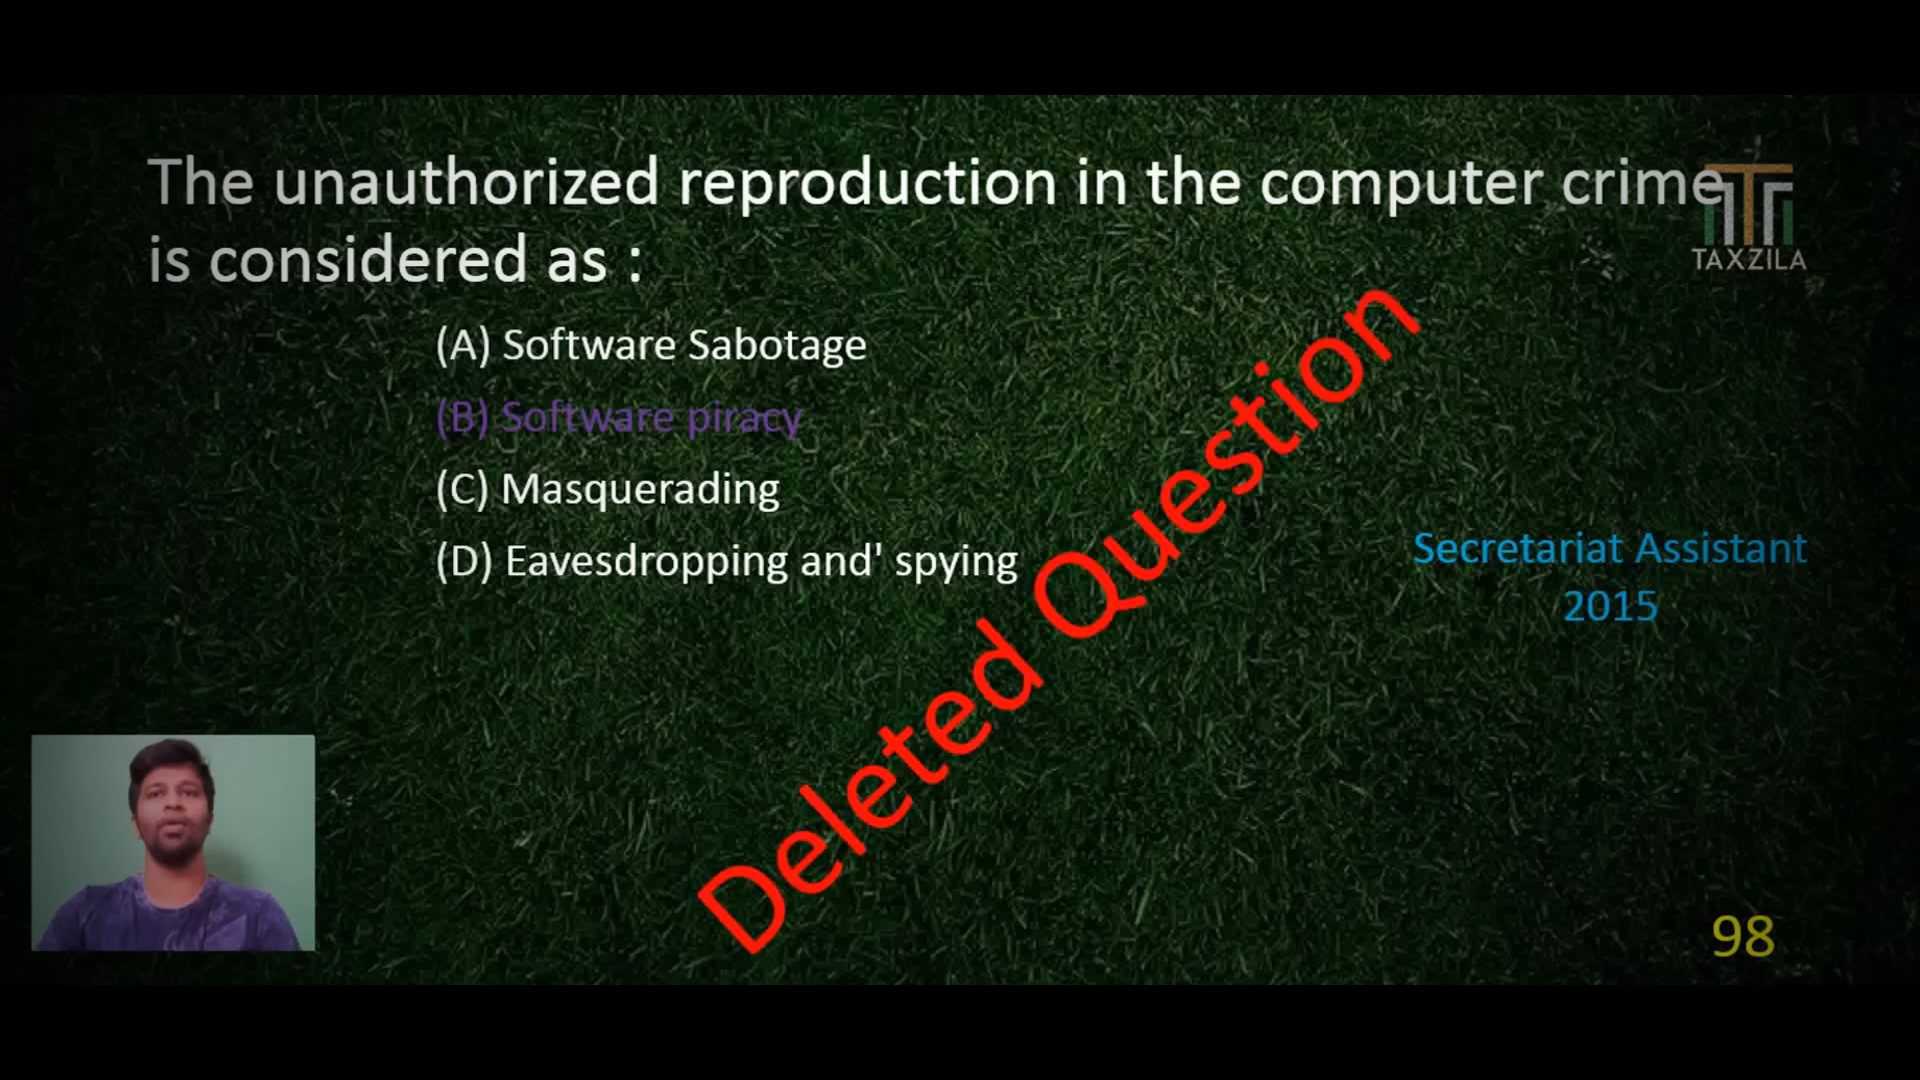 The unauthorized reproduction in the computer crime
is considered as :
TAXZILA
(A) Software Sabotage
(B) Software piracy
(C) Masquerading
(D) Eavesdropping and' spying
Deleted Question
Secretariat Assistant
2015
98